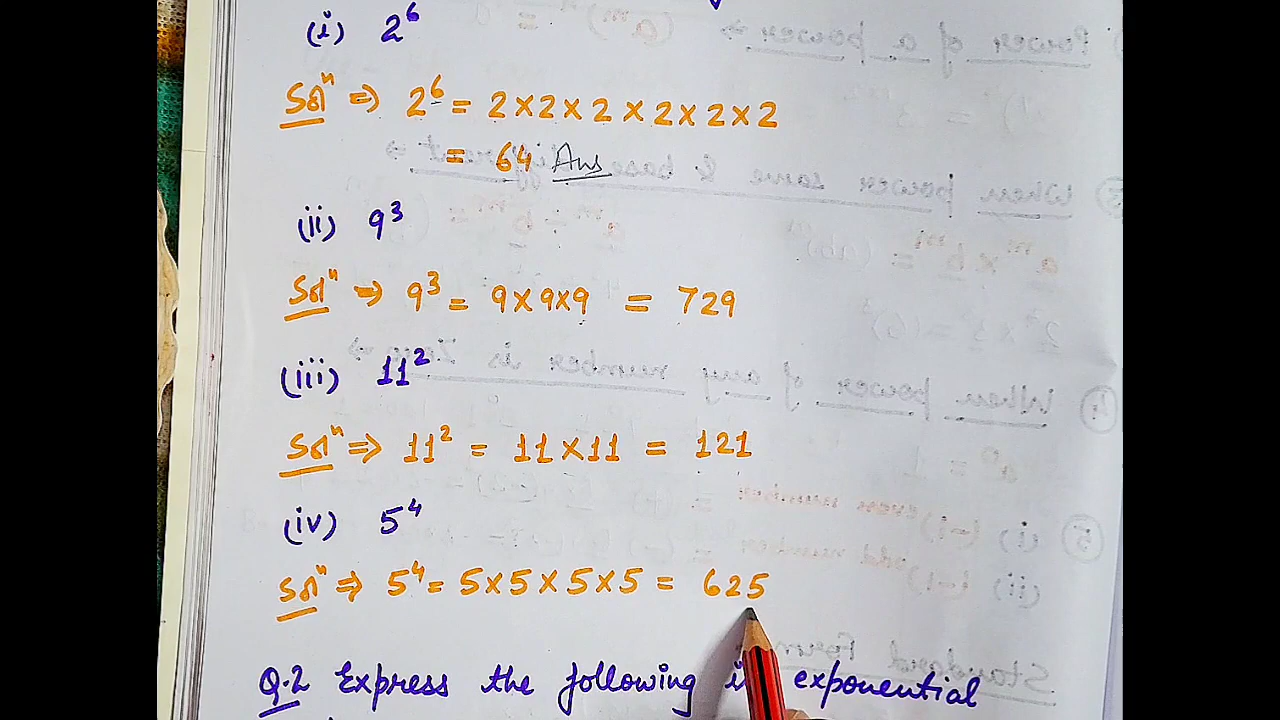 (i) 2⁶
Solⁿ ⇒ 2⁶ = 2×2×2×2×2×2
= 64 Ans
(ii) 9³
Solⁿ ⇒ 9³ = 9×9×9 = 729
(iii) 11²
Solⁿ ⇒ 11² = 11×11 = 121
(iv) 5⁴
Solⁿ ⇒ 5⁴ = 5×5×5×5 = 625
Q.2 Express the following exponential